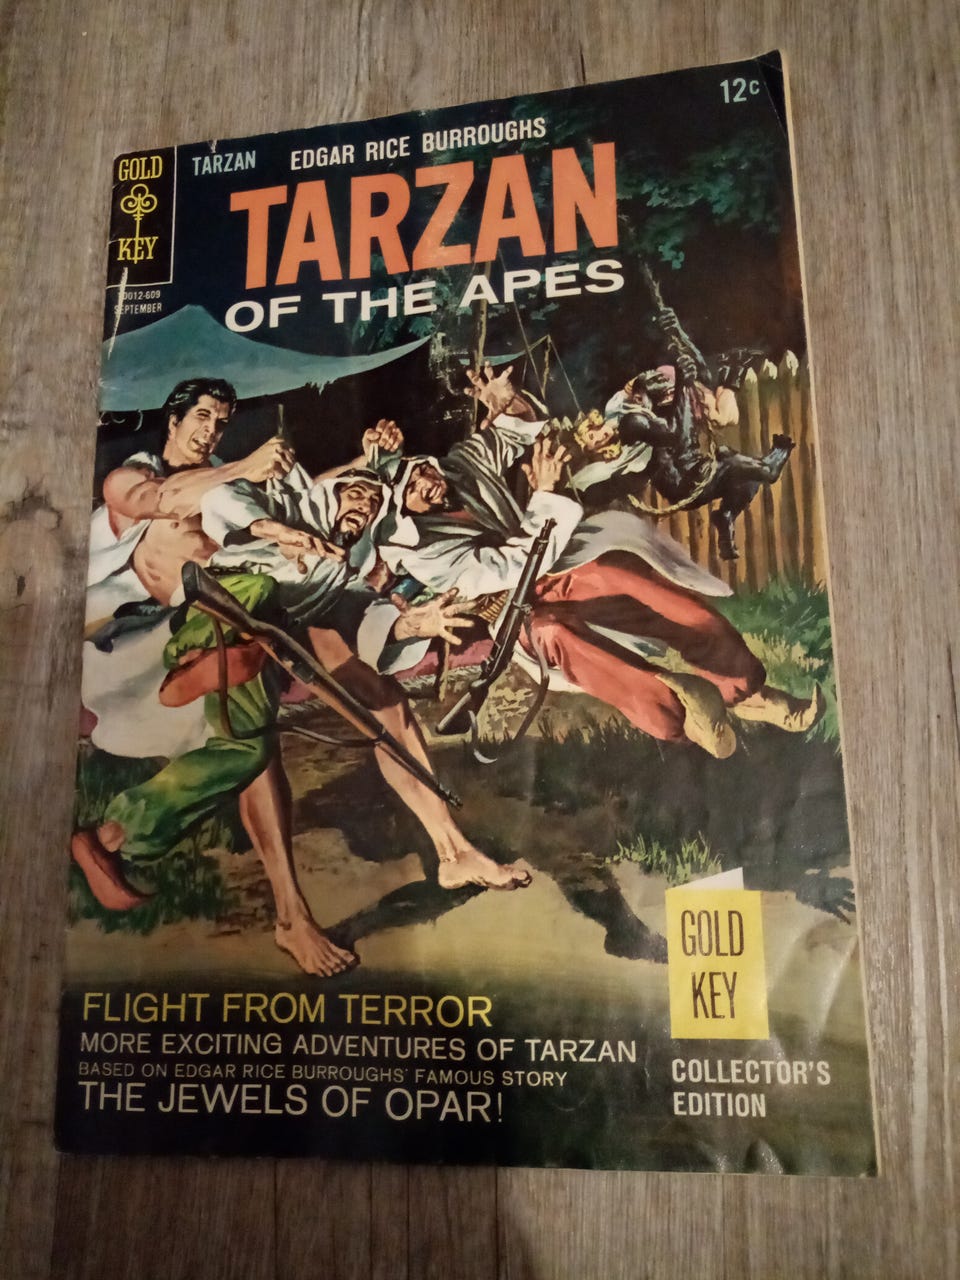 12¢
TARZAN EDGAR RICE BURROUGHS
GOLD
KEY
TARZAN
OF THE APES
10012-609
SEPTEMBER
GOLD
KEY
FLIGHT FROM TERROR
MORE EXCITING ADVENTURES OF TARZAN
BASED ON EDGAR RICE BURROUGHS' FAMOUS STORY
THE JEWELS OF OPAR!
COLLECTOR'S
EDITION